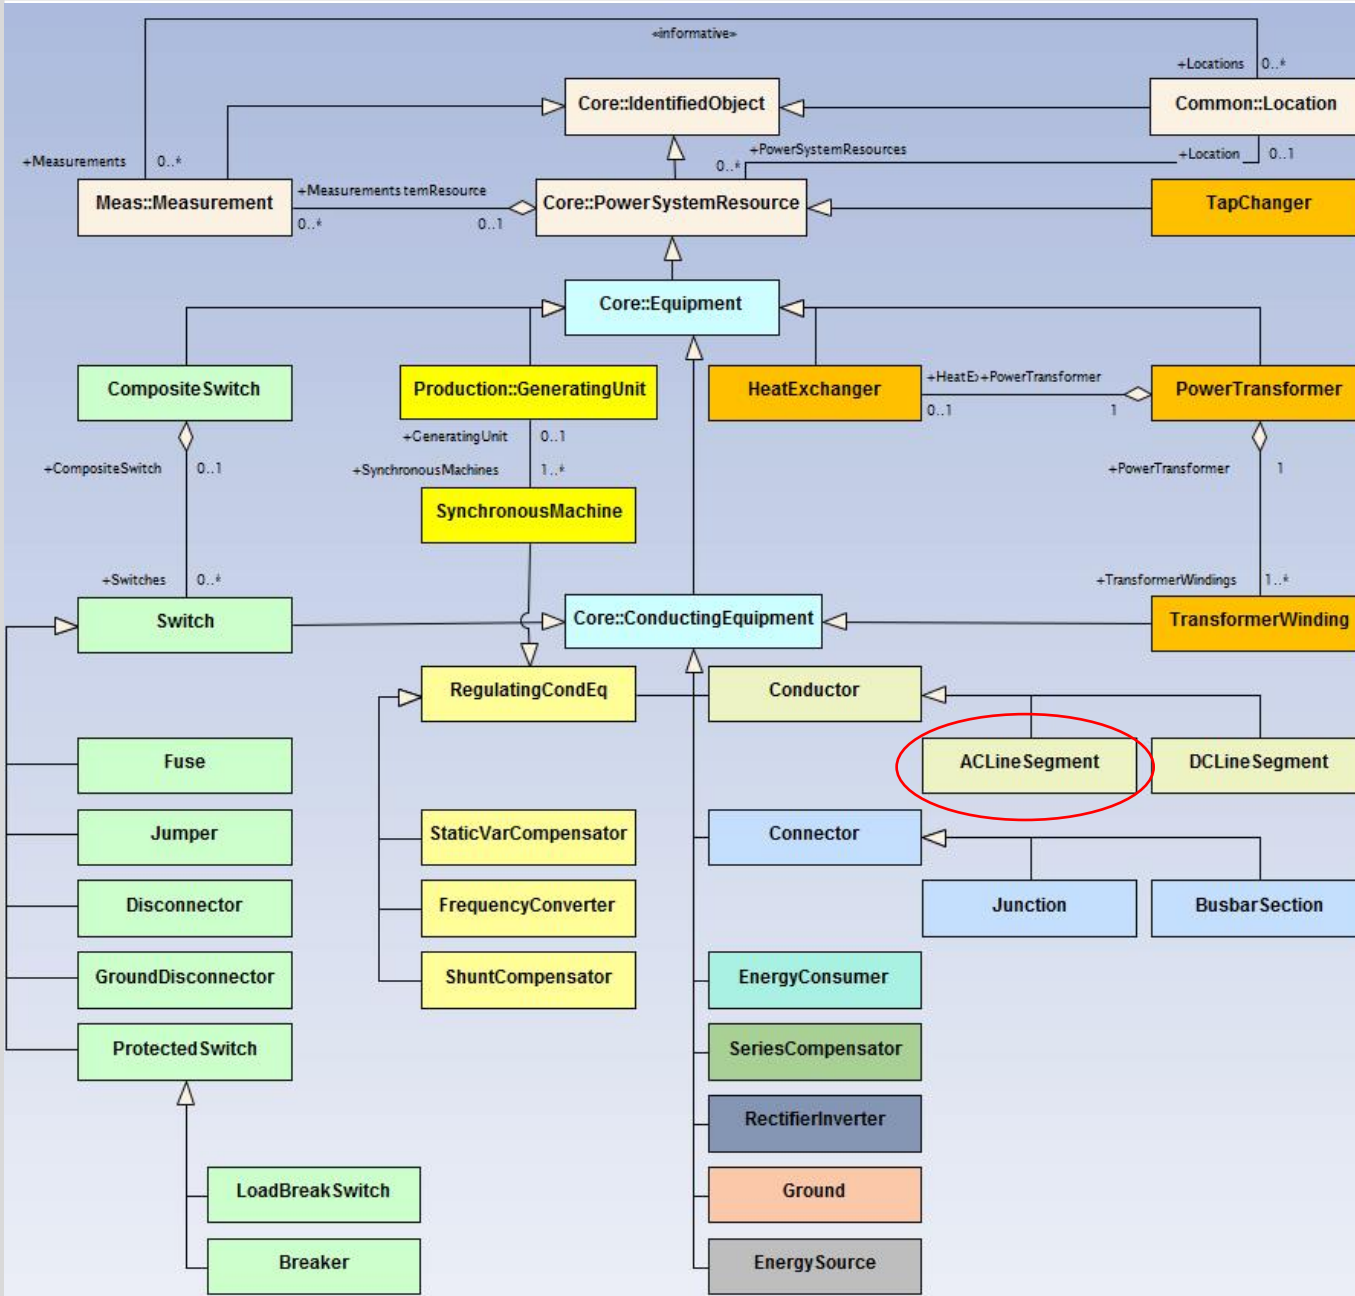 «informative»
+Locations 0..*
Core::IdentifiedObject
Common::Location
+Measurements 0..*
+PowerSystemResources
0..*
+Location 0..1
Meas::Measurement
+Measurements temResource
0..* 0..1
Core::PowerSystemResource
TapChanger
Core::Equipment
CompositeSwitch
Production::GeneratingUnit
HeatExchanger
+HeatE +PowerTransformer
0..1 1
PowerTransformer
+GeneratingUnit 0..1
+CompositeSwitch 0..1
+SynchronousMachines 1..*
+PowerTransformer 1
SynchronousMachine
+Switches 0..*
+TransformerWindings 1..*
Switch
Core::ConductingEquipment
TransformerWinding
RegulatingCondEq
Conductor
Fuse
ACLineSegment
DCLineSegment
Jumper
StaticVarCompensator
Connector
Disconnector
FrequencyConverter
Junction
BusbarSection
GroundDisconnector
ShuntCompensator
EnergyConsumer
ProtectedSwitch
SeriesCompensator
RectifierInverter
LoadBreakSwitch
Ground
Breaker
EnergySource